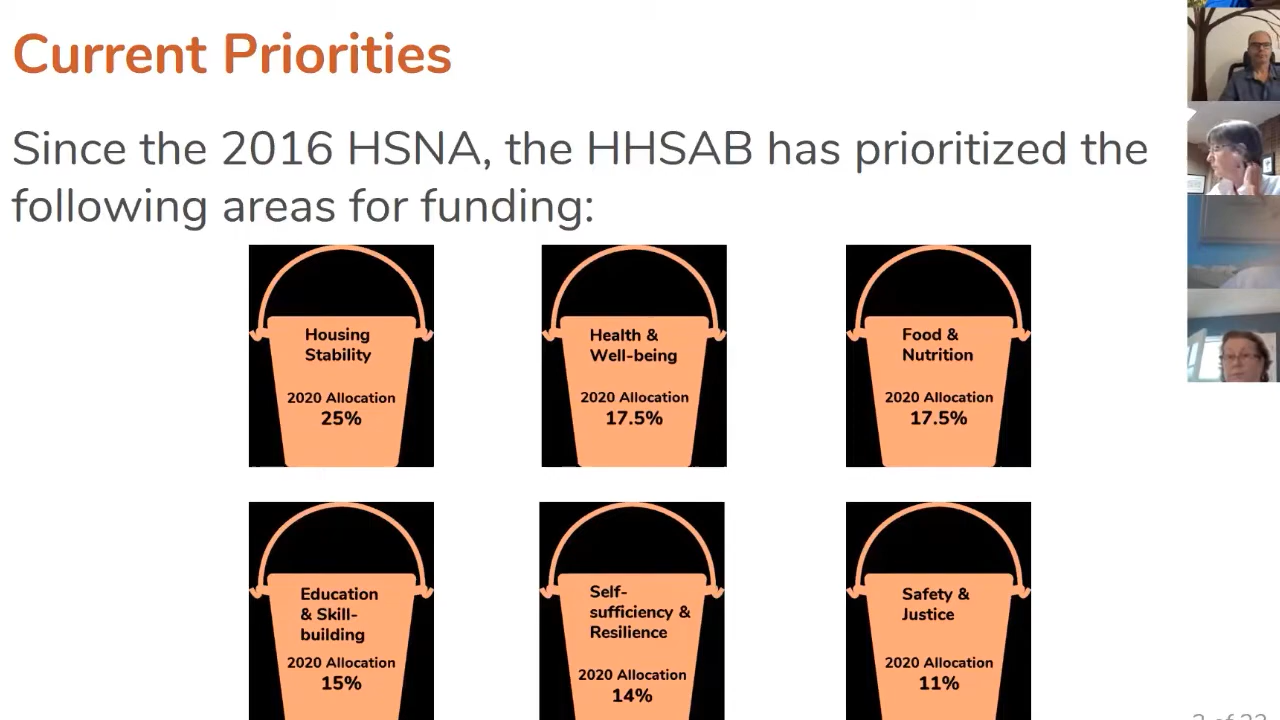 Current Priorities
Since the 2016 HSNA, the HHSAB has prioritized the
following areas for funding:
Housing
Stability
2020 Allocation
25%
Health &
Well-being
2020 Allocation
17.5%
Food &
Nutrition
2020 Allocation
17.5%
Education
& Skill-
building
2020 Allocation
15%
Self-
sufficiency &
Resilience
2020 Allocation
14%
Safety &
Justice
2020 Allocation
11%